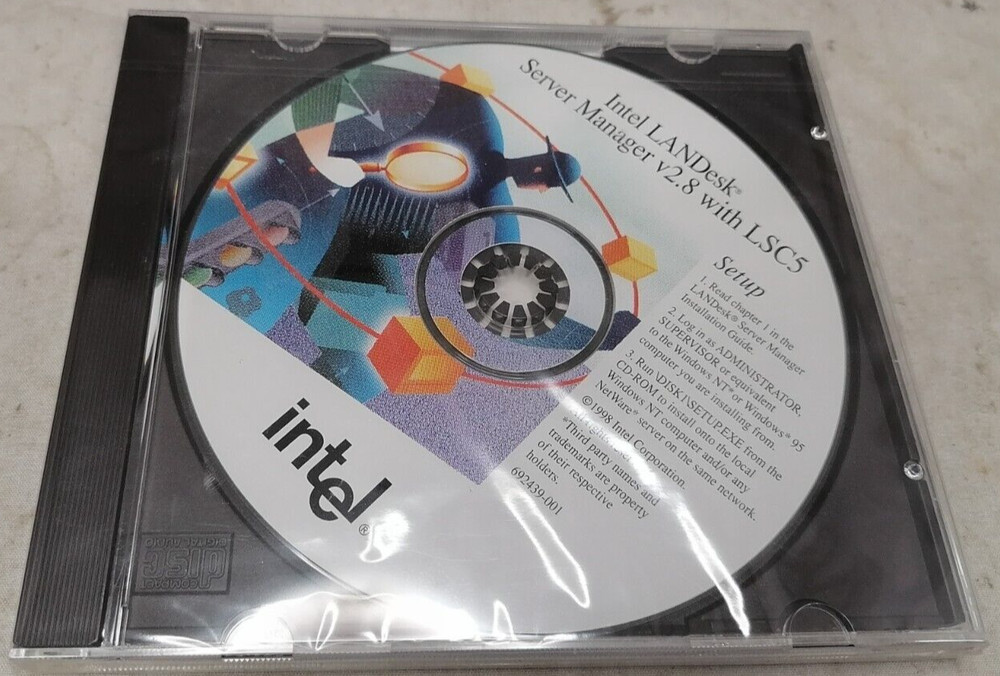 Intel LANDesk®
Server Manager v2.8 with LSC5
Setup
1. Read chapter 1 in the
LANDesk® Server Manager
Installation Guide.
2. Log in as ADMINISTRATOR,
SUPERVISOR or equivalent
to the Windows NT* or Windows* 95
computer you are installing from.
3. Run \DISK1\SETUP.EXE from the
CD-ROM to install onto the local
Windows NT computer and/or any
NetWare* server on the same network.
©1998 Intel Corporation.
*Third party names and
trademarks are property
of their respective
holders.
692439-001
intel®
disc